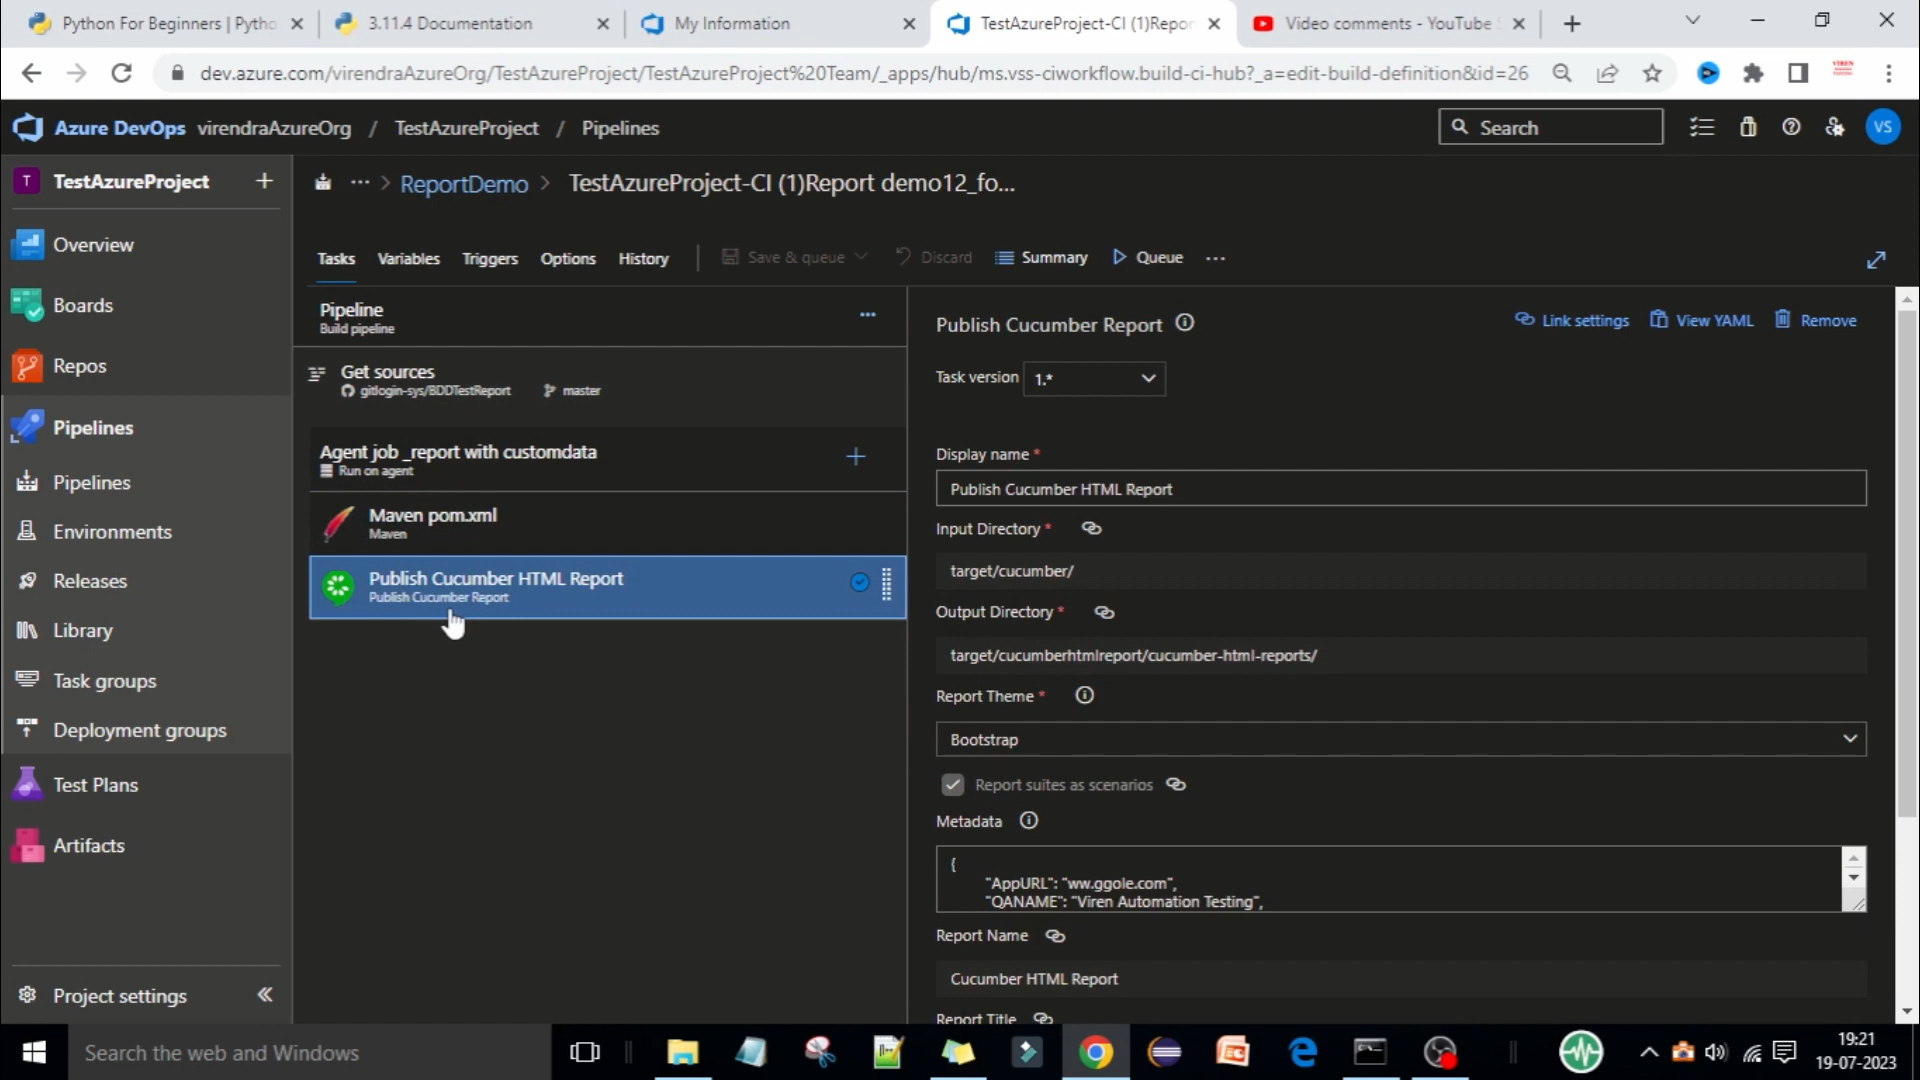 Python For Beginners | Pytho
3.11.4 Documentation
My Information
TestAzureProject-CI (1)Repor
Video comments - YouTube
dev.azure.com/virendraAzureOrg/TestAzureProject/TestAzureProject%20Team/_apps/hub/ms.vss-ciworkflow.build-ci-hub?_a=edit-build-definition&id=26
Azure DevOps virendraAzureOrg / TestAzureProject / Pipelines
Search
VS
T TestAzureProject
Overview
Boards
Repos
Pipelines
Pipelines
Environments
Releases
Library
Task groups
Deployment groups
Test Plans
Artifacts
Project settings
... > ReportDemo > TestAzureProject-CI (1)Report demo12_fo...
Tasks Variables Triggers Options History Save & queue Discard Summary Queue ...
Pipeline
Build pipeline
Get sources
gitlogin-sys/BDDTestReport master
Agent job _report with customdata
Run on agent
Maven pom.xml
Maven
Publish Cucumber HTML Report
Publish Cucumber Report
Publish Cucumber Report
Link settings View YAML Remove
Task version 1.*
Display name *
Publish Cucumber HTML Report
Input Directory *
target/cucumber/
Output Directory *
target/cucumberhtmlreport/cucumber-html-reports/
Report Theme *
Bootstrap
Report suites as scenarios
Metadata
{
"AppURL": "ww.ggole.com",
"QANAME": "Viren Automation Testing",
Report Name
Cucumber HTML Report
Report Title
Search the web and Windows
19:21
19-07-2023